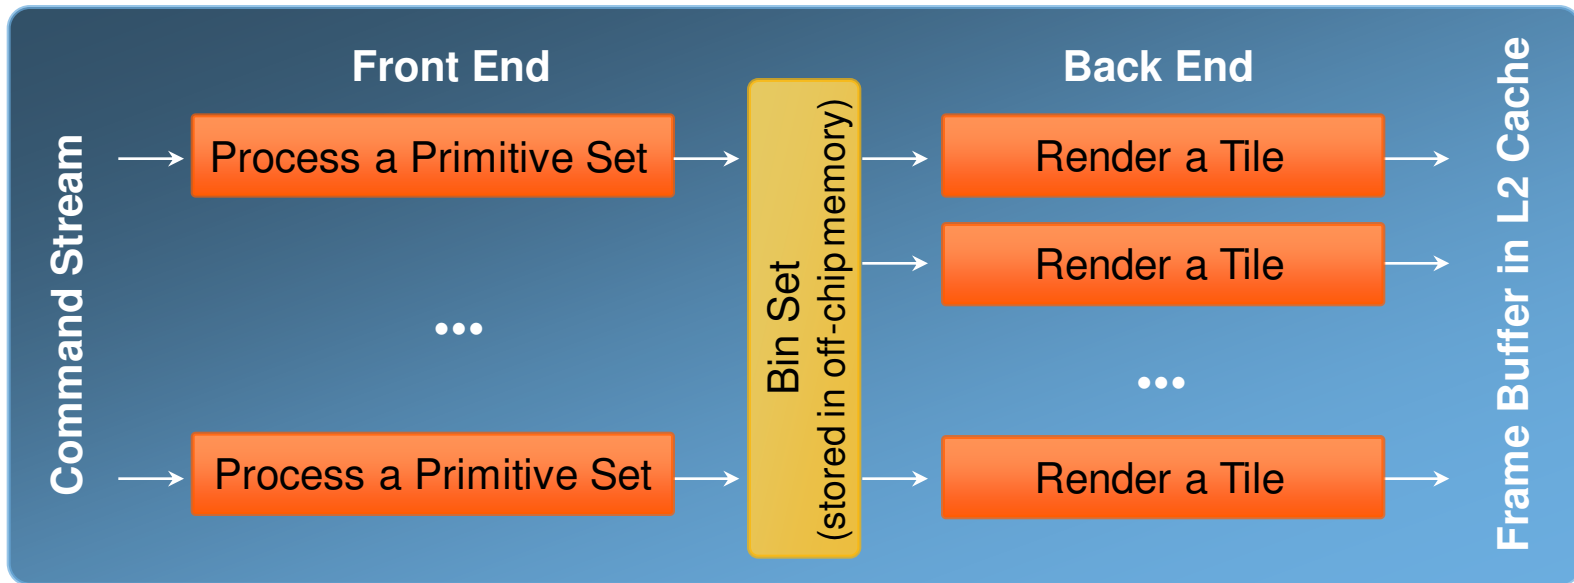 Front End
Back End
Command Stream
Process a Primitive Set
...
Process a Primitive Set
Bin Set
(stored in off-chip memory)
Render a Tile
Render a Tile
...
Render a Tile
Frame Buffer in L2 Cache